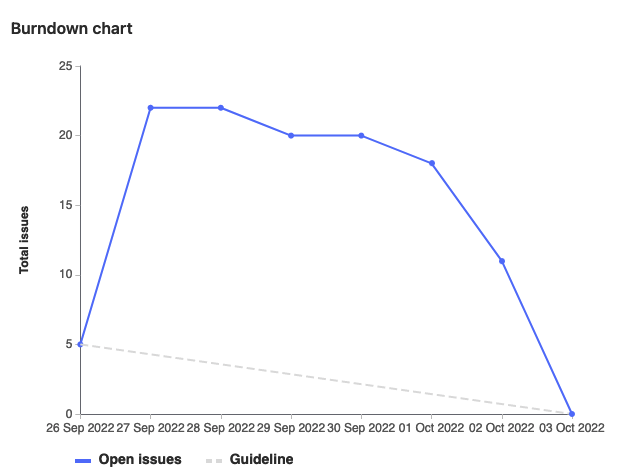 Burndown chart
25
20
15
10
5
0
Total issues
26 Sep 2022 27 Sep 2022 28 Sep 2022 29 Sep 2022 30 Sep 2022 01 Oct 2022 02 Oct 2022 03 Oct 2022
Open issues Guideline